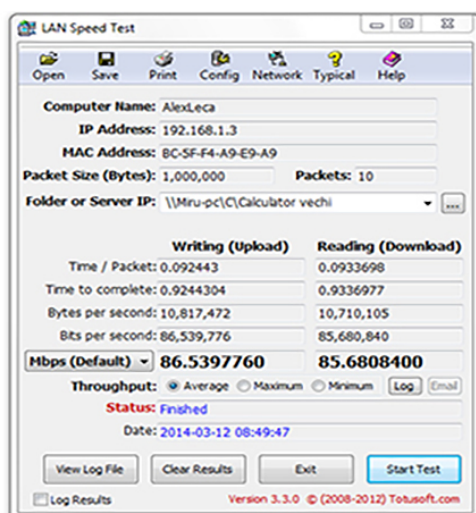 LAN Speed Test
Open Save Print Config Network Typical Help
Computer Name: AlexLeca
IP Address: 192.168.1.3
MAC Address: BC-5F-F4-A9-E9-A9
Packet Size (Bytes): 1,000,000 Packets: 10
Folder or Server IP: \\Miru-pc\C\Calculator vechi ...
Writing (Upload) Reading (Download)
Time / Packet: 0.092443 0.0933698
Time to complete: 0.9244304 0.9336977
Bytes per second: 10,817,472 10,710,105
Bits per second: 86,539,776 85,680,840
Mbps (Default) 86.5397760 85.6808400
Throughput: Average Maximum Minimum Log Email
Status: Finished
Date: 2014-03-12 08:49:47
View Log File Clear Results Exit Start Test
Log Results Version 3.3.0 © (2008-2012) Totusoft.com